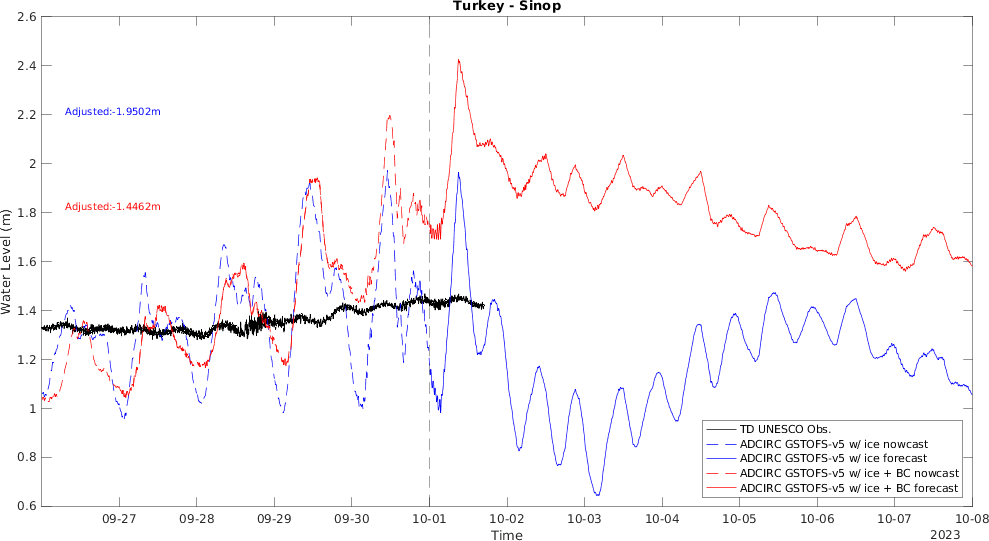 Turkey - Sinop
2.6
2.4
2.2
2
1.8
1.6
1.4
1.2
1
0.8
0.6
Water Level (m)
Adjusted:-1.9502m
Adjusted:-1.4462m
TD UNESCO Obs.
ADCIRC GSTOFS-v5 w/ ice nowcast
ADCIRC GSTOFS-v5 w/ ice forecast
ADCIRC GSTOFS-v5 w/ ice + BC nowcast
ADCIRC GSTOFS-v5 w/ ice + BC forecast
09-27 09-28 09-29 09-30 10-01 10-02 10-03 10-04 10-05 10-06 10-07 10-08
Time
2023